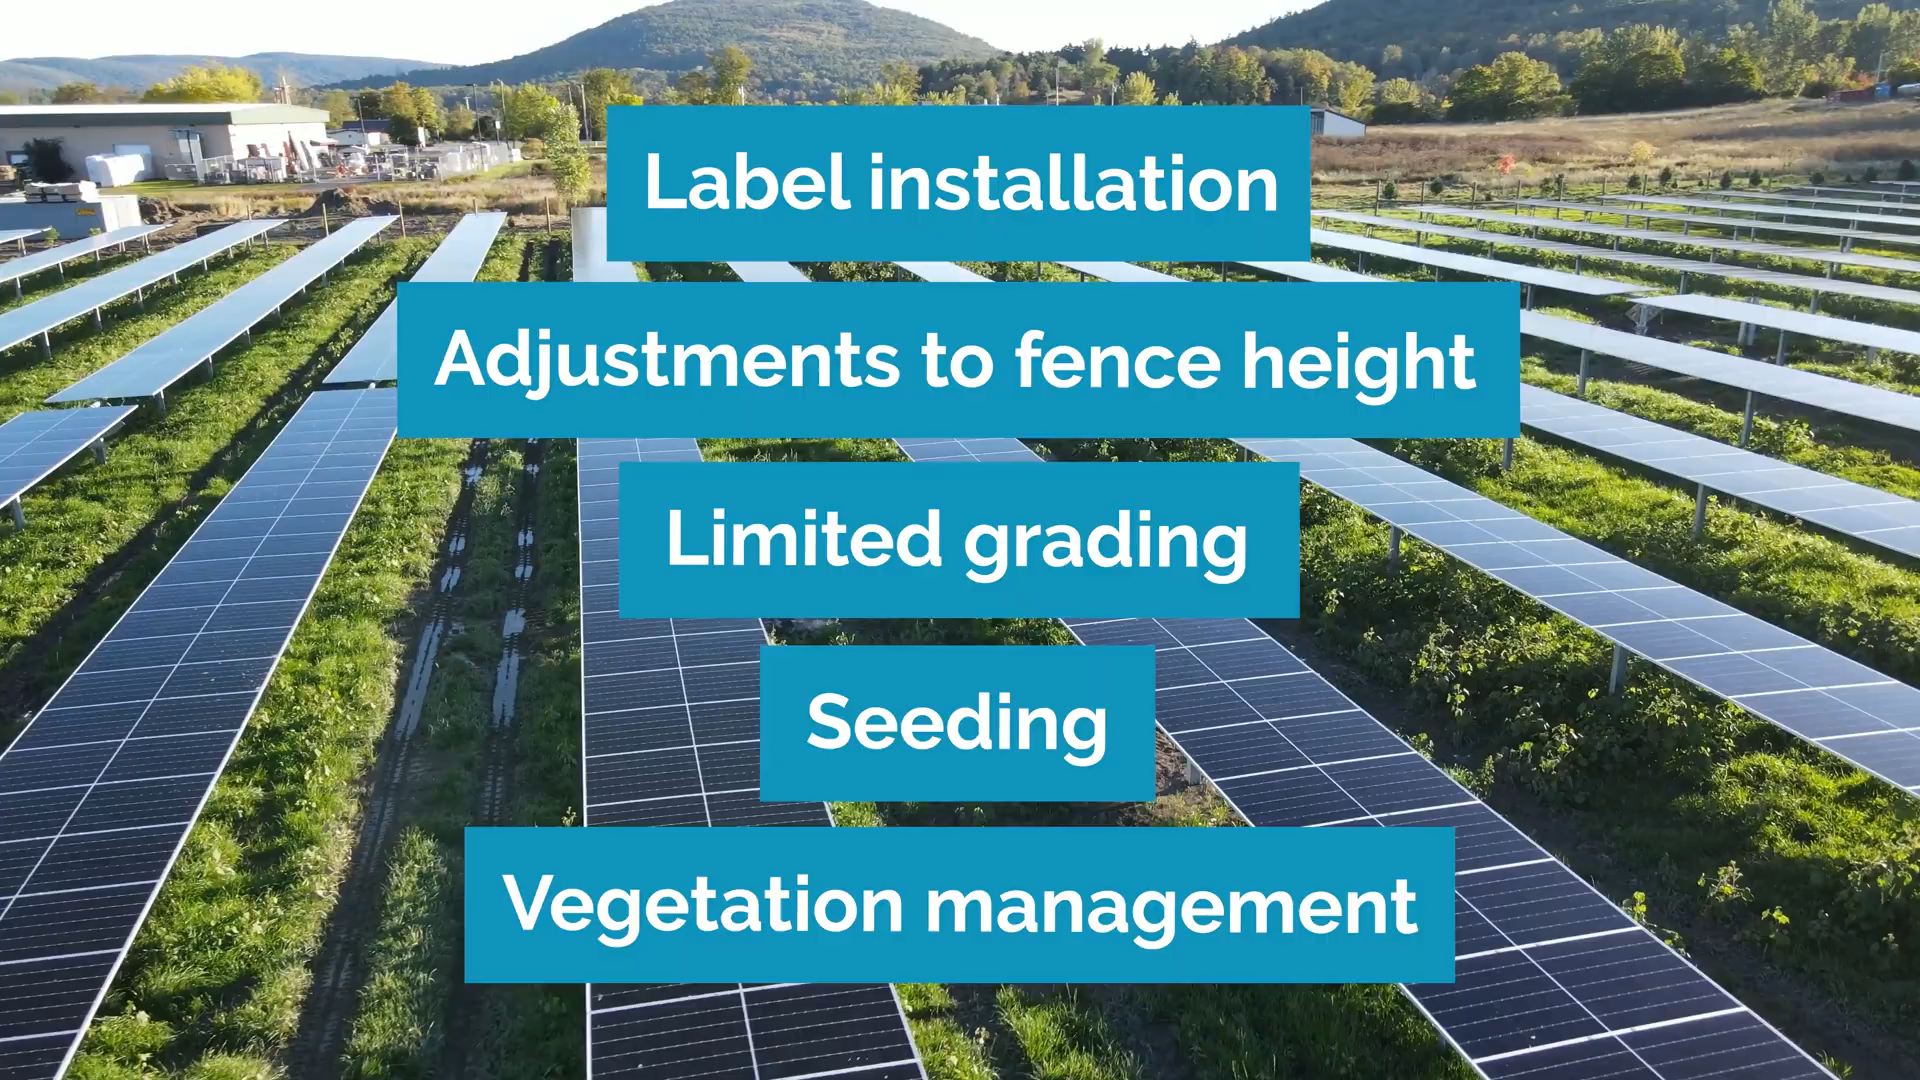 Label installation
Adjustments to fence height
Limited grading
Seeding
Vegetation management